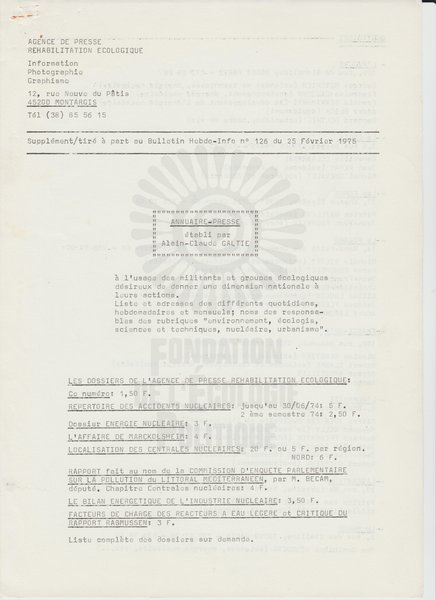 AGENCE DE PRESSE
REHABILITATION ECOLOGIQUE
Information
Photographie
Graphisme
12, rue Neuve du Pâtis
45200 MONTARGIS
Tél (38) 85 56 15
Supplément/tiré à part au Bulletin Hebdo-Info n° 126 du 25 Février 1975
ANNUAIRE-PRESSE
établi par
Alain-Claude GALTIE
à l'usage des militants et groupes écologiques
désireux de donner une dimension nationale à
leurs actions.
Liste et adresses des différents quotidiens,
hebdomadaires et mensuels; noms des responsa-
bles des rubriques "environnement, écologie,
sciences et techniques, nucléaire, urbanisme".
FONDATION
DE L'ÉCOLOGIE
POLITIQUE
LES DOSSIERS DE L'AGENCE DE PRESSE REHABILITATION ECOLOGIQUE:
Ce numéro: 1,50 F.
REPERTOIRE DES ACCIDENTS NUCLEAIRES: jusqu'au 30/06/74: 6 F.
2 ème semestre 74: 2,50 F.
Dossier ENERGIE NUCLEAIRE: 3 F.
L'AFFAIRE DE MARCKOLSHEIM: 4 F.
LOCALISATION DES CENTRALES NUCLEAIRES: 20 F. ou 5 F. par région.
NORD: 6 F.
RAPPORT fait au nom de la COMMISSION D'ENQUETE PARLEMENTAIRE
SUR LA POLLUTION du LITTORAL MEDITERRANEEN, par M. BECAM,
député. Chapitre Centrales nucléaires: 4 F.
LE BILAN ENERGETIQUE DE L'INDUSTRIE NUCLEAIRE: 3,50 F.
FACTEURS DE CHARGE DES REACTEURS A EAU LEGERE et CRITIQUE DU
RAPPORT RASMUSSEN: 3 F.
Liste complète des dossiers sur demande.